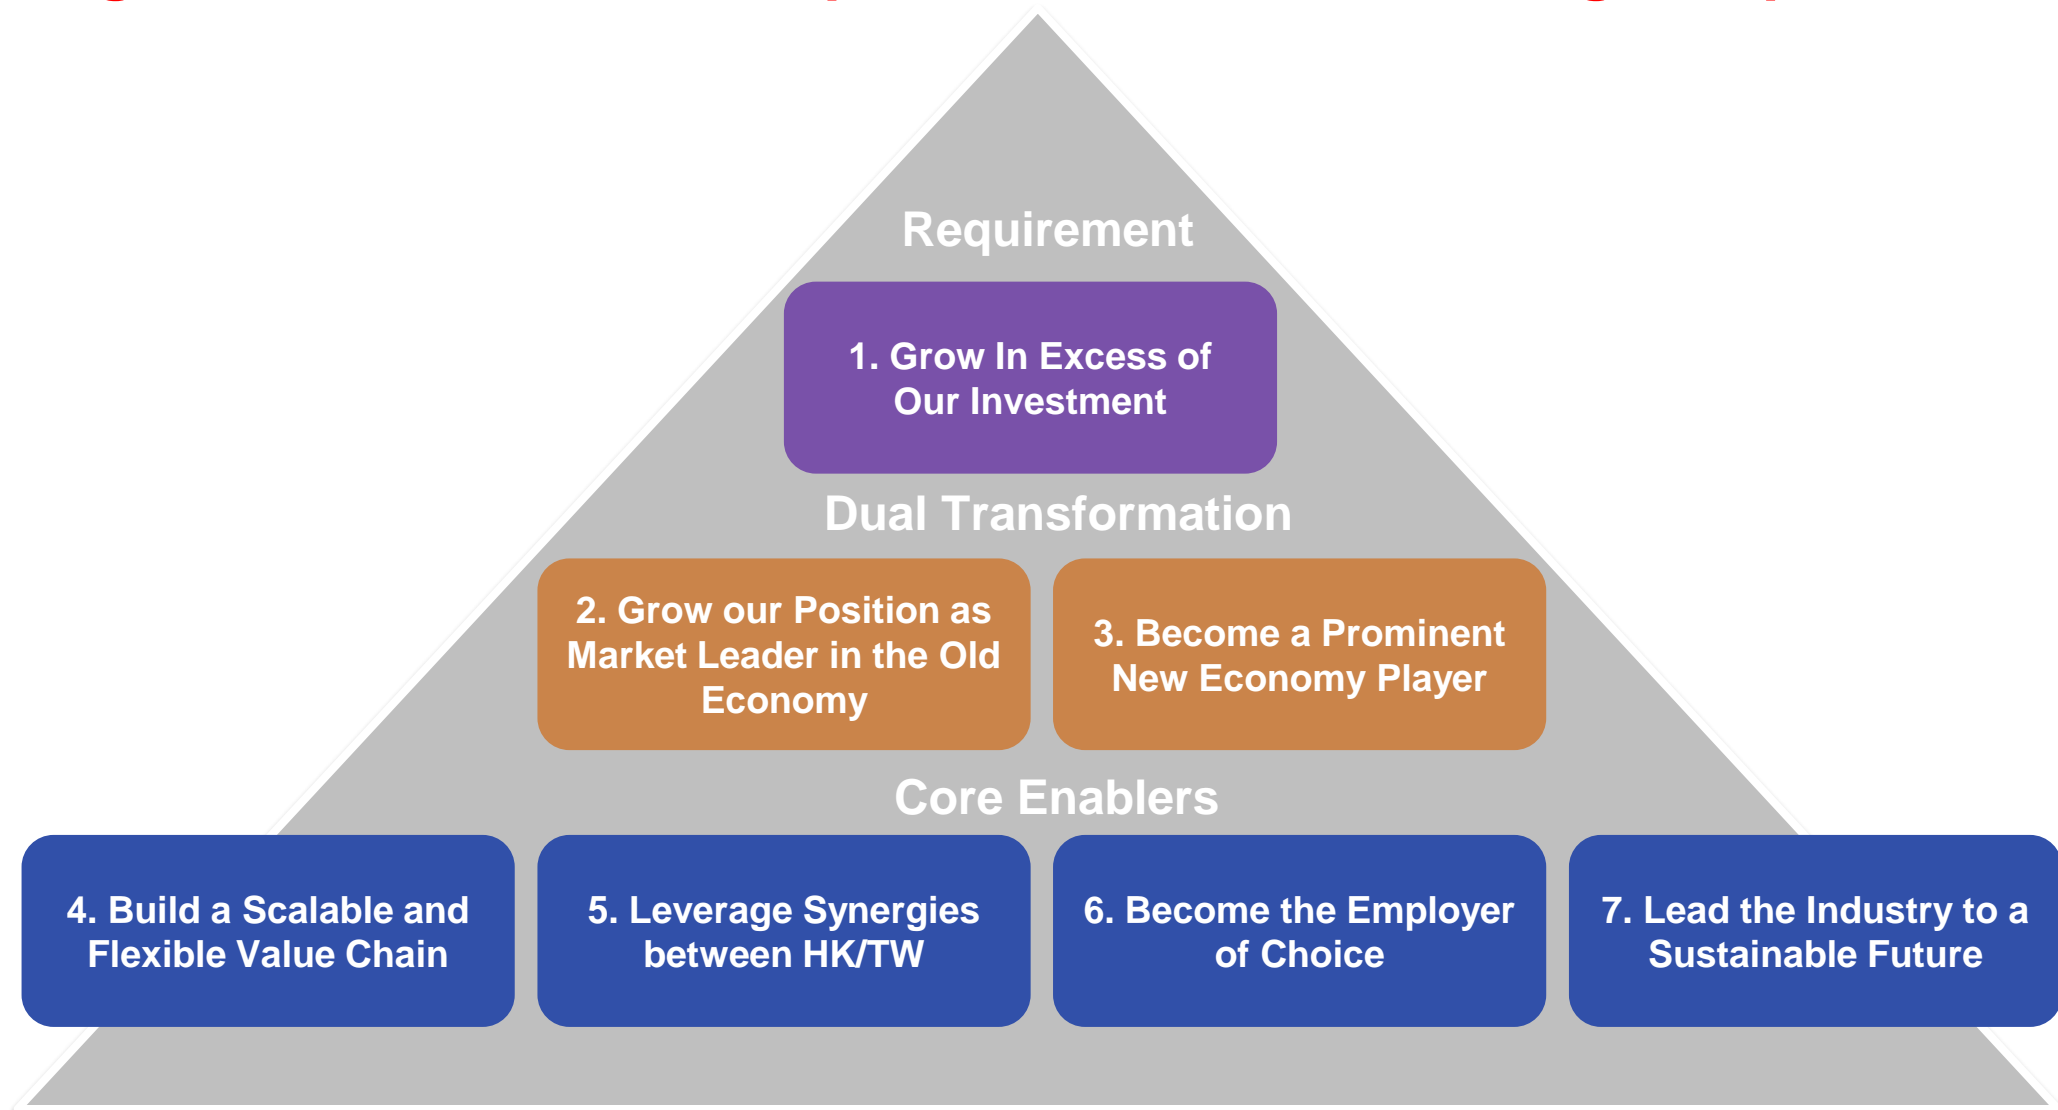 Requirement
1. Grow In Excess of
Our Investment
Dual Transformation
2. Grow our Position as
Market Leader in the Old
Economy
3. Become a Prominent
New Economy Player
Core Enablers
4. Build a Scalable and
Flexible Value Chain
5. Leverage Synergies
between HK/TW
6. Become the Employer
of Choice
7. Lead the Industry to a
Sustainable Future